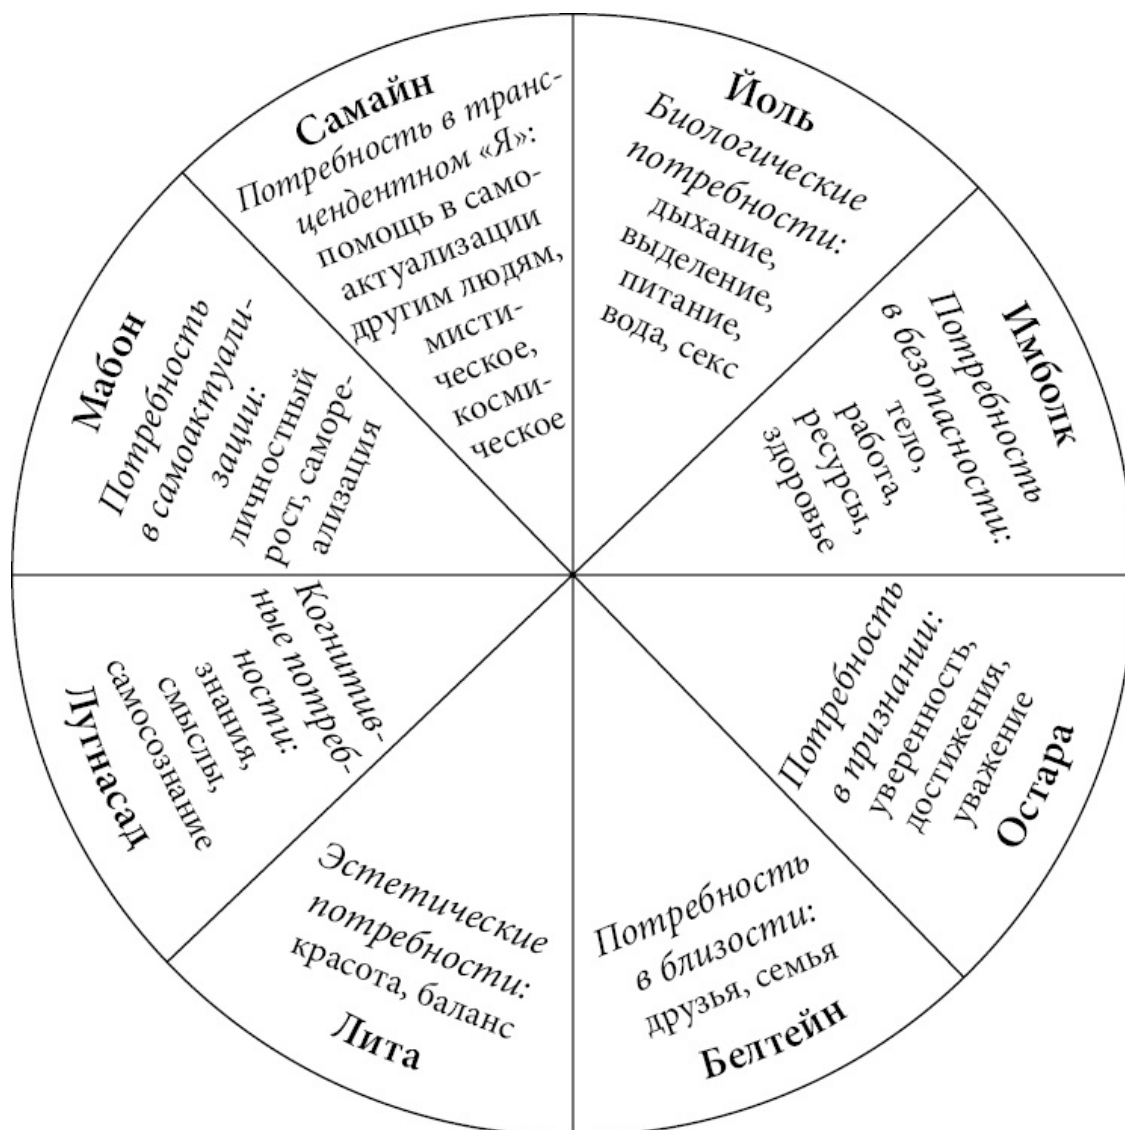 Йоль
Биологические
потребности:
дыхание,
выделение,
питание,
вода, секс
Имболк
Потребность
в безопасности:
тело,
работа,
ресурсы,
здоровье
Потребность
в признании:
уверенность,
достижения,
уважение
Остара
Потребность
в близости:
друзья, семья
Белтейн
Эстетические
потребности:
красота, баланс
Лита
Когнитив-
ные потреб-
ности:
знания,
смыслы,
самосознание
Лугнасад
Мабон
Потребность
в самоактуали-
зации:
личностный
рост, саморе-
ализация
Самайн
Потребность в транс-
цендентном «Я»:
помощь в само-
актуализации
другим людям,
мисти-
ческое,
косми-
ческое